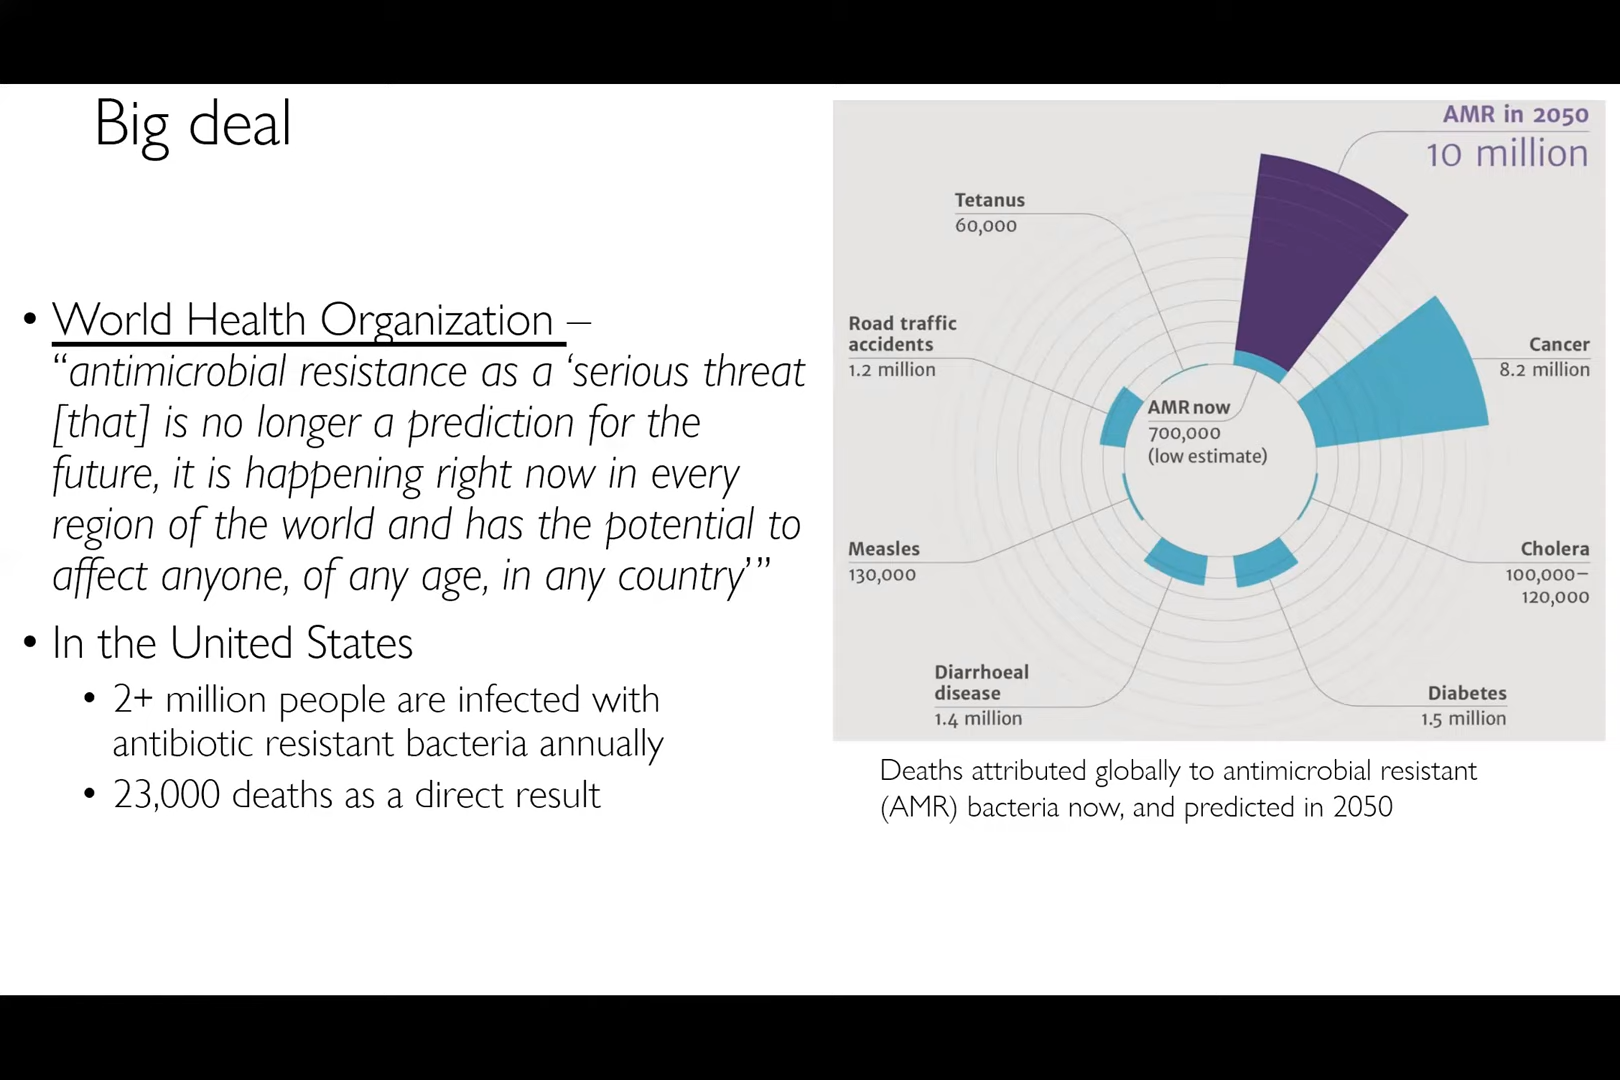 Big deal
• World Health Organization –
“antimicrobial resistance as a ‘serious threat
[that] is no longer a prediction for the
future, it is happening right now in every
region of the world and has the potential to
affect anyone, of any age, in any country’”
• In the United States
• 2+ million people are infected with
antibiotic resistant bacteria annually
• 23,000 deaths as a direct result
AMR in 2050
10 million
Tetanus
60,000
Road traffic
accidents
1.2 million
Cancer
8.2 million
AMR now
700,000
(low estimate)
Measles
130,000
Cholera
100,000–
120,000
Diarrhoeal
disease
1.4 million
Diabetes
1.5 million
Deaths attributed globally to antimicrobial resistant
(AMR) bacteria now, and predicted in 2050